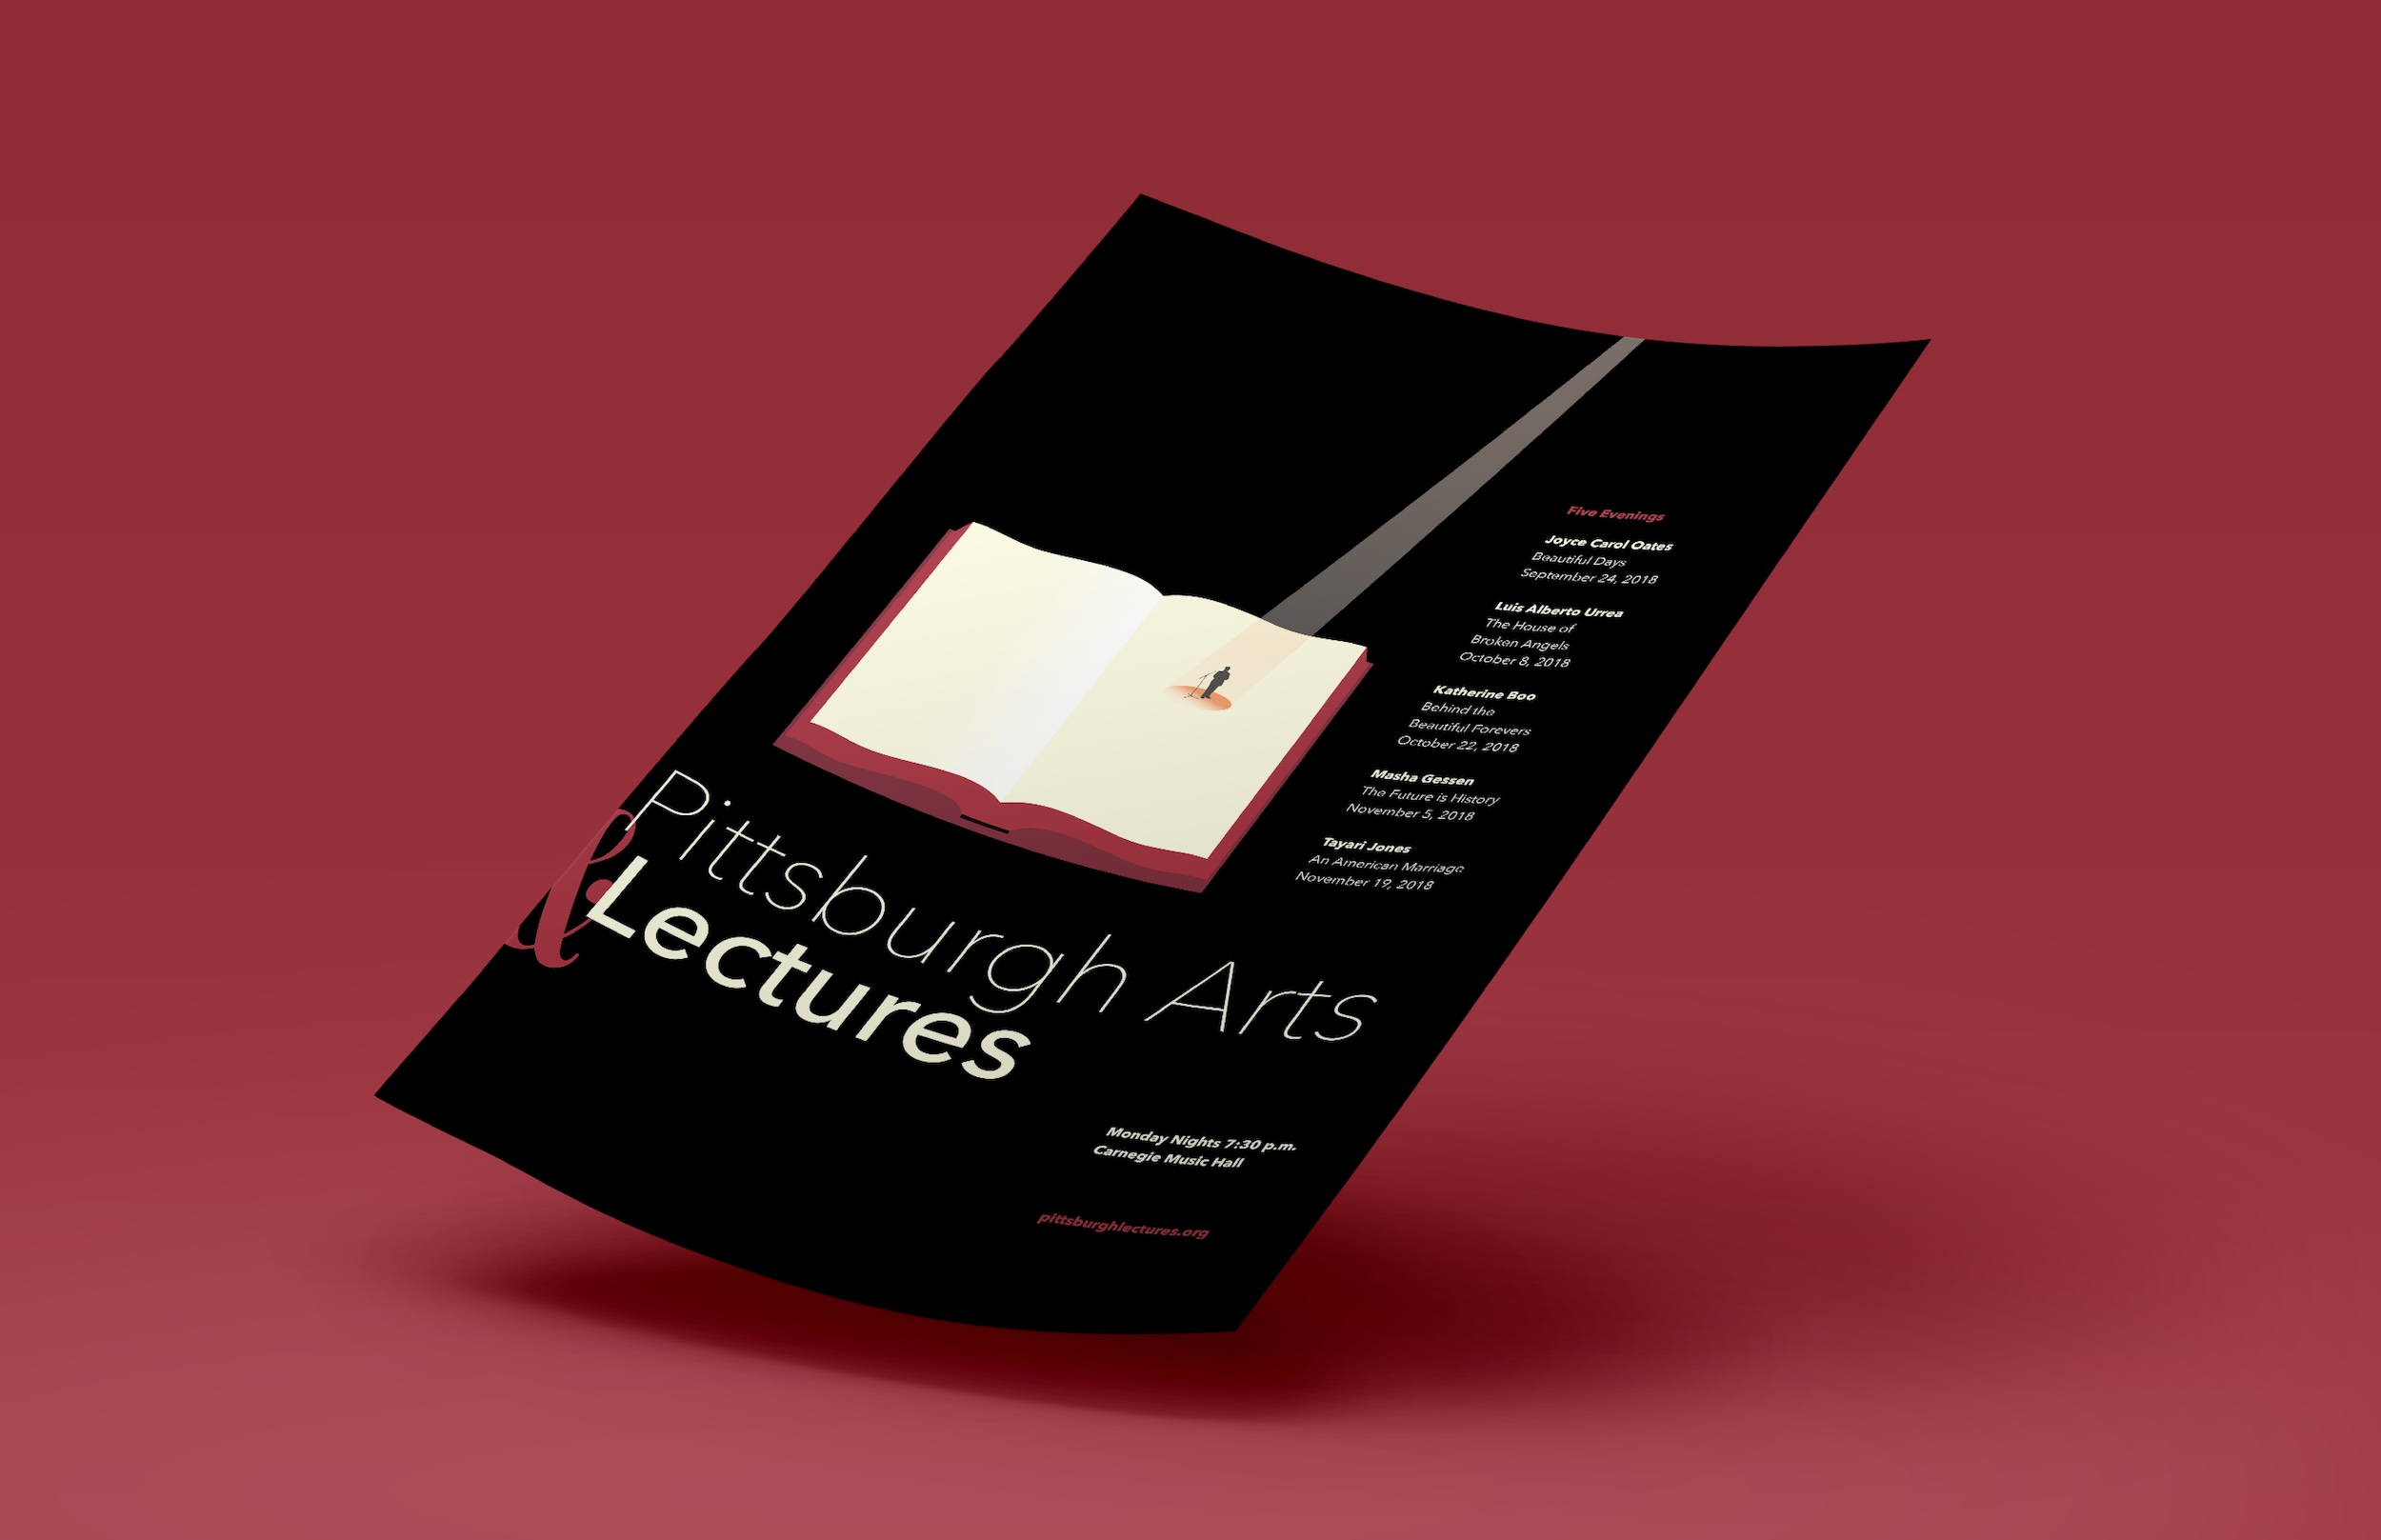 Five Evenings
Joyce Carol Oates
Beautiful Days
September 24, 2018
Luis Alberto Urrea
The House of
Broken Angels
October 8, 2018
Katherine Boo
Behind the
Beautiful Forevers
October 22, 2018
Masha Gessen
The Future is History
November 5, 2018
Tayari Jones
An American Marriage
November 19, 2018
Pittsburgh Arts
& Lectures
Monday Nights 7:30 p.m.
Carnegie Music Hall
pittsburghlectures.org